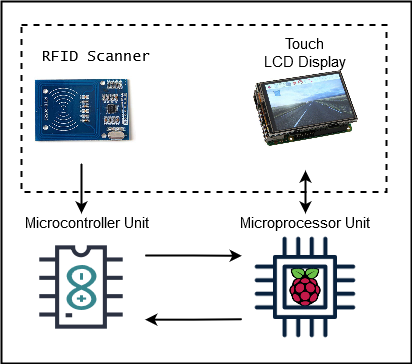 RFID Scanner
Touch
LCD Display
Microcontroller Unit
Microprocessor Unit